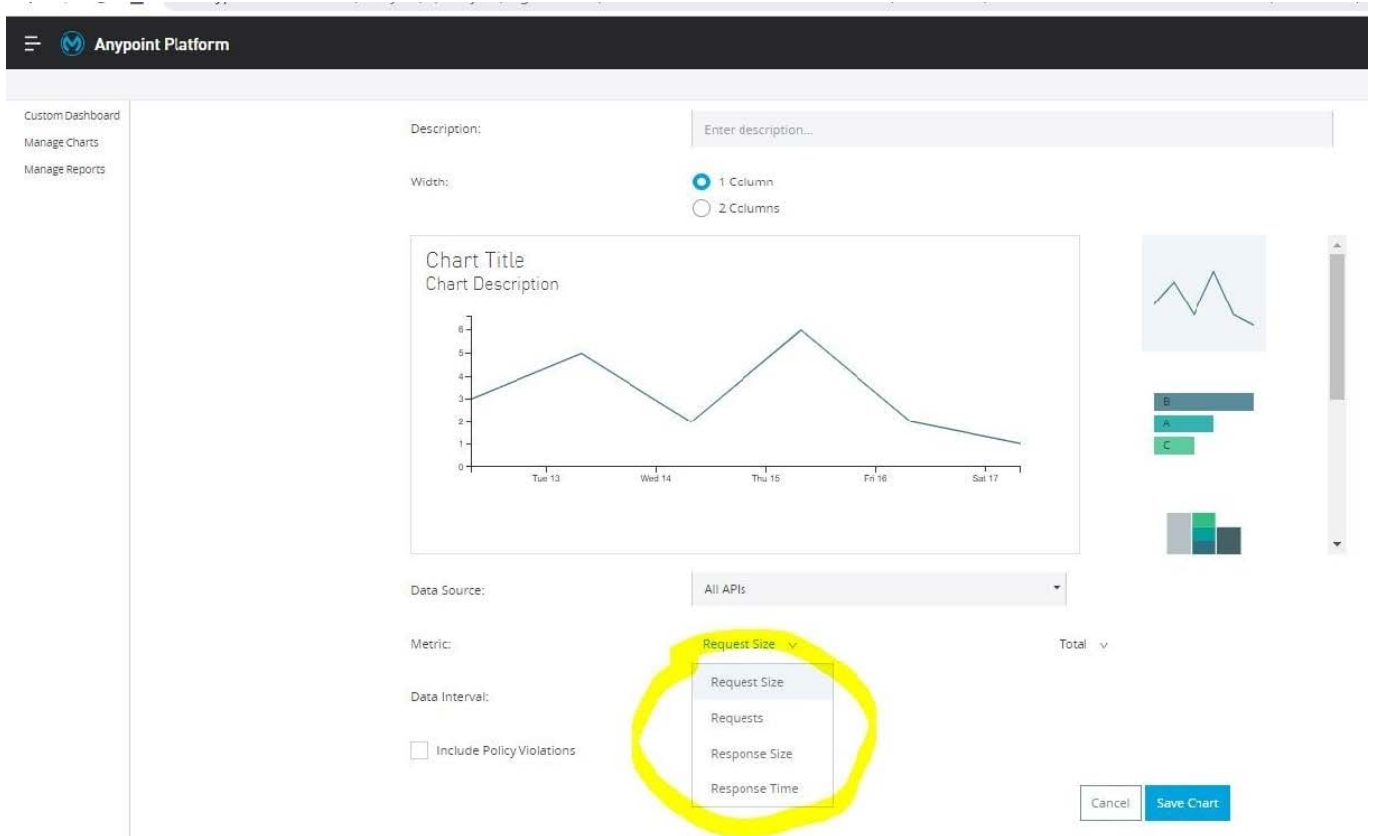 Anypoint Platform
Custom Dashboard
Manage Charts
Manage Reports
Description:
Enter description...
Width:
1 Column
2 Columns
Chart Title
Chart Description
6
5
4
3
2
1
0
Tue 13
Wed 14
Thu 15
Fri 16
Sat 17
B
A
C
Data Source:
All APIs
Metric:
Request Size
Total
Request Size
Data Interval:
Requests
Include Policy Violations
Response Size
Response Time
Cancel
Save Chart